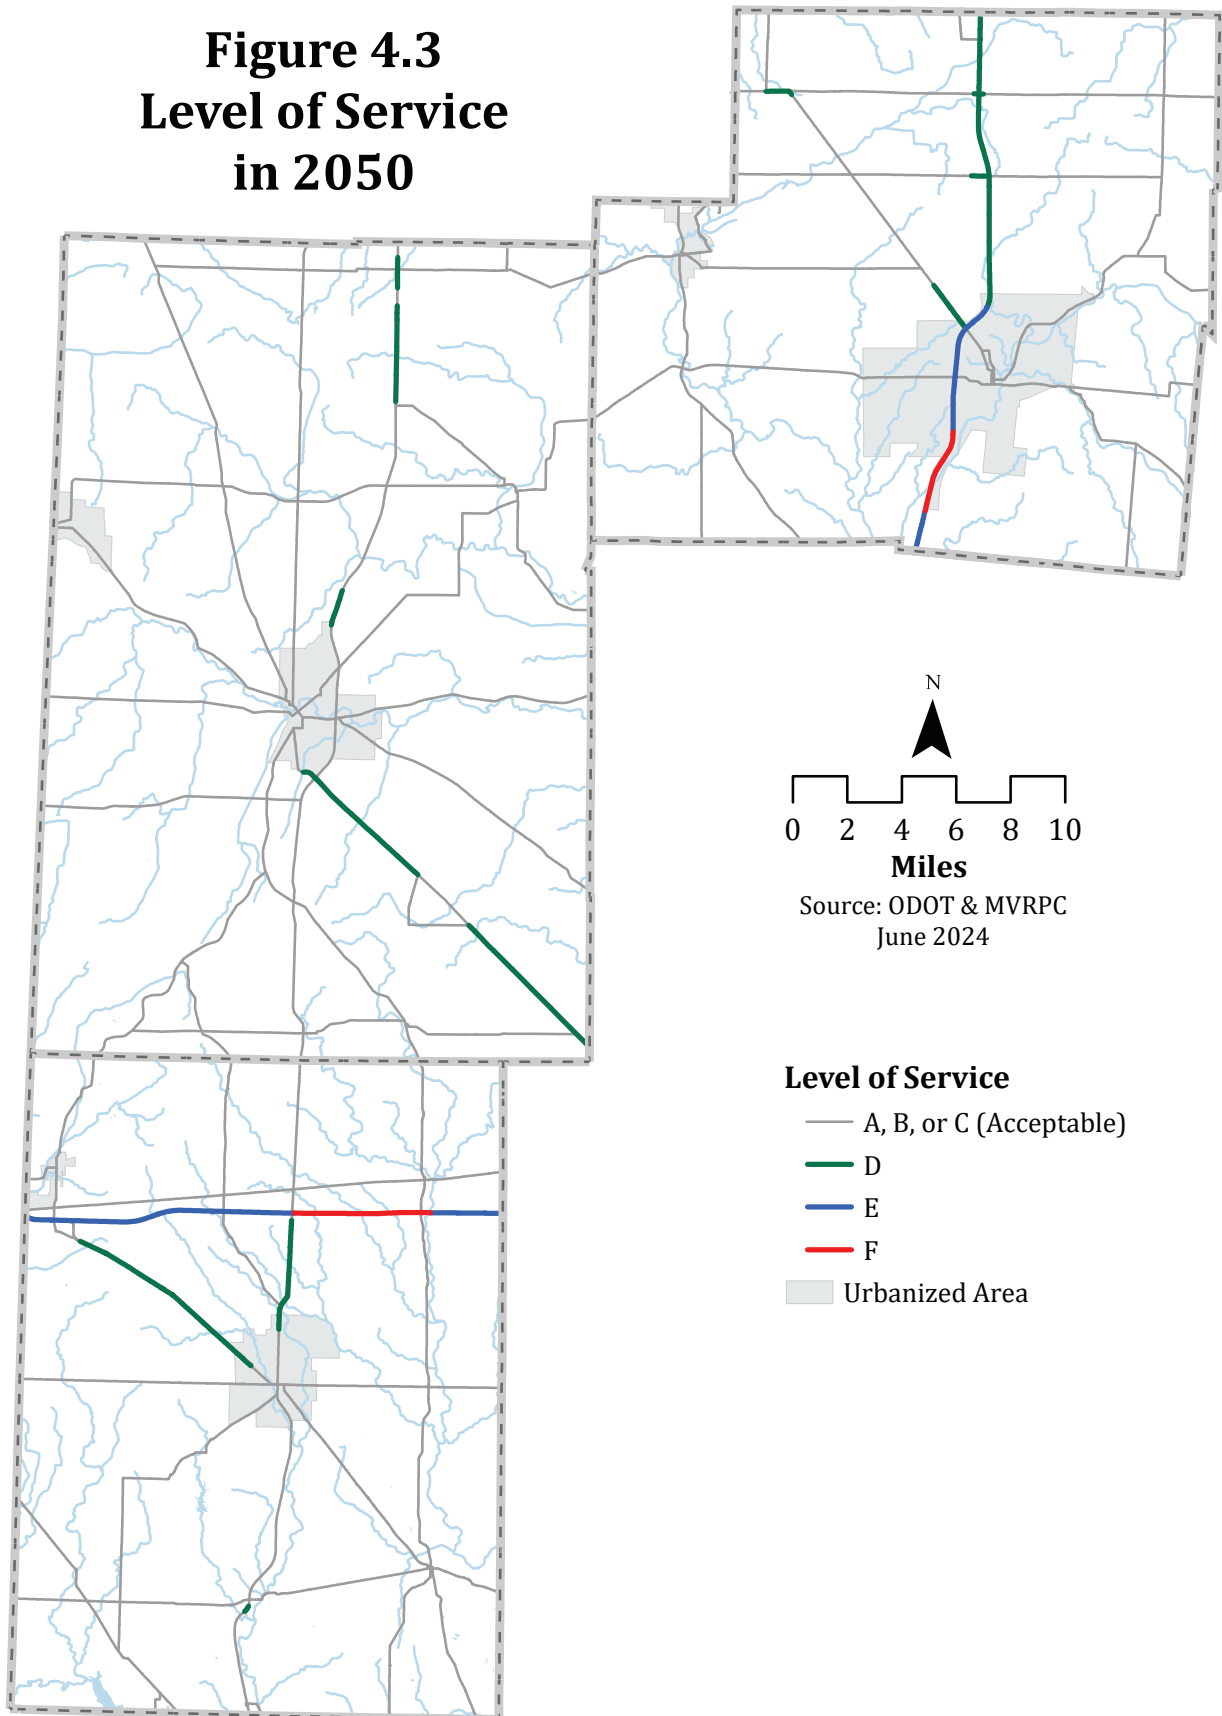 Figure 4.3
Level of Service
in 2050
N
0 2 4 6 8 10
Miles
Source: ODOT & MVRPC
June 2024
Level of Service
A, B, or C (Acceptable)
D
E
F
Urbanized Area